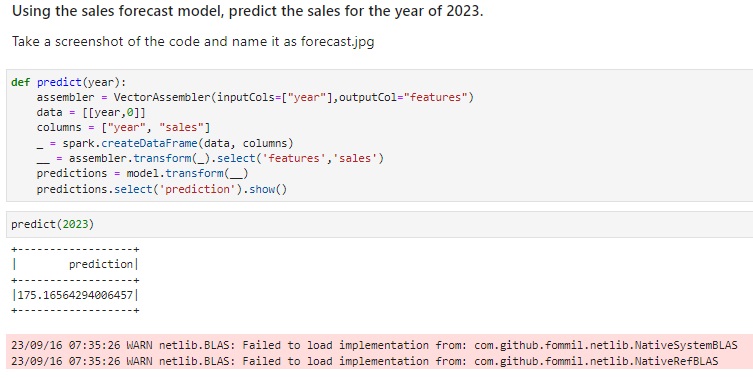 Using the sales forecast model, predict the sales for the year of 2023.
Take a screenshot of the code and name it as forecast.jpg
def predict(year):
    assembler = VectorAssembler(inputCols=["year"],outputCol="features")
    data = [[year,0]]
    columns = ["year", "sales"]
    _ = spark.createDataFrame(data, columns)
    __ = assembler.transform(_).select('features','sales')
    predictions = model.transform(__)
    predictions.select('prediction').show()
predict(2023)
+------------------+
|        prediction|
+------------------+
|175.16564294006457|
+------------------+
23/09/16 07:35:26 WARN netlib.BLAS: Failed to load implementation from: com.github.fommil.netlib.NativeSystemBLAS
23/09/16 07:35:26 WARN netlib.BLAS: Failed to load implementation from: com.github.fommil.netlib.NativeRefBLAS